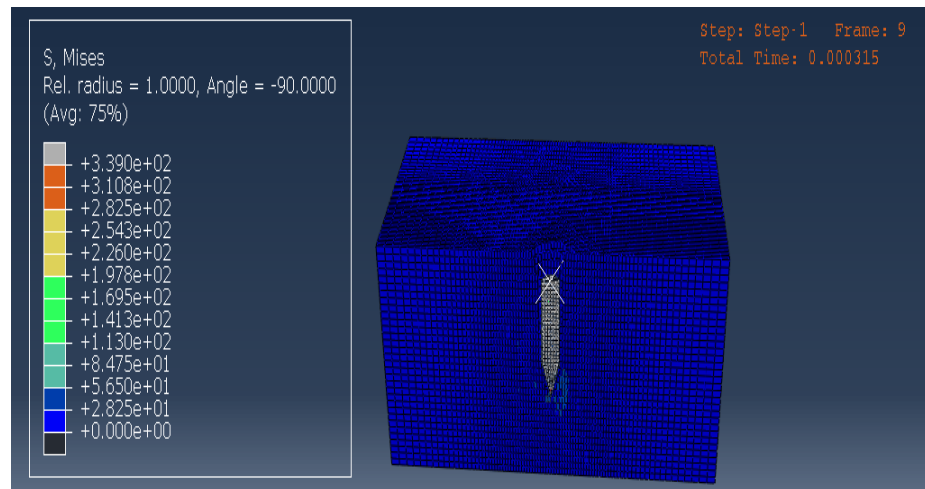 S, Mises
Rel. radius = 1.0000, Angle = -90.0000
(Avg: 75%)
+3.390e+02
+3.108e+02
+2.825e+02
+2.543e+02
+2.260e+02
+1.978e+02
+1.695e+02
+1.413e+02
+1.130e+02
+8.475e+01
+5.650e+01
+2.825e+01
+0.000e+00
Step: Step-1 Frame: 9
Total Time: 0.000315